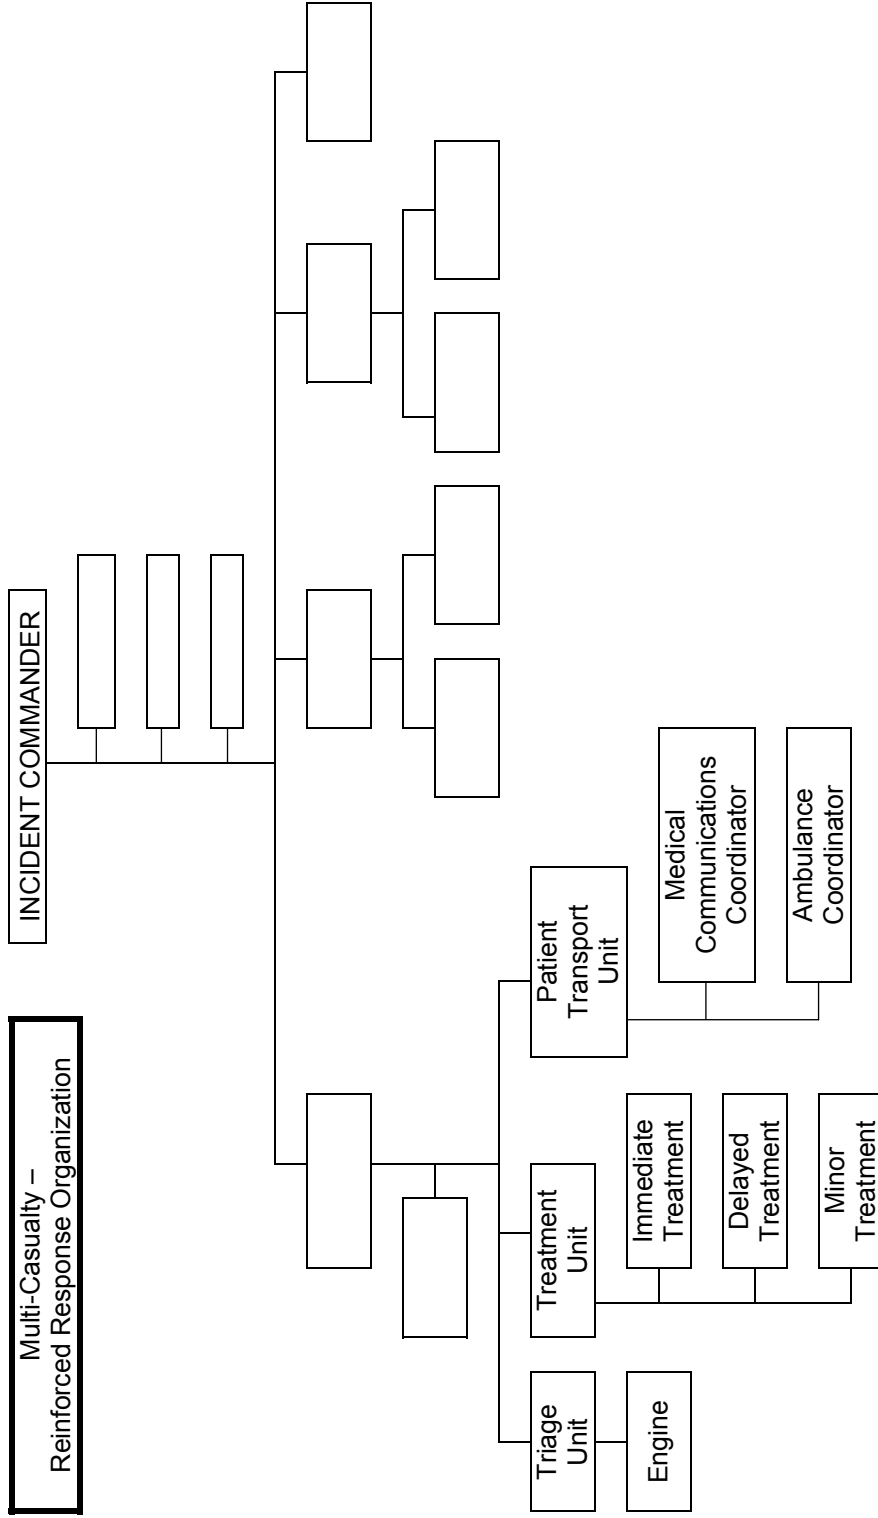 Multi-Casualty –
Reinforced Response Organization
INCIDENT COMMANDER
Triage
Unit
Engine
Treatment
Unit
Immediate
Treatment
Delayed
Treatment
Minor
Treatment
Patient
Transport
Unit
Medical
Communications
Coordinator
Ambulance
Coordinator